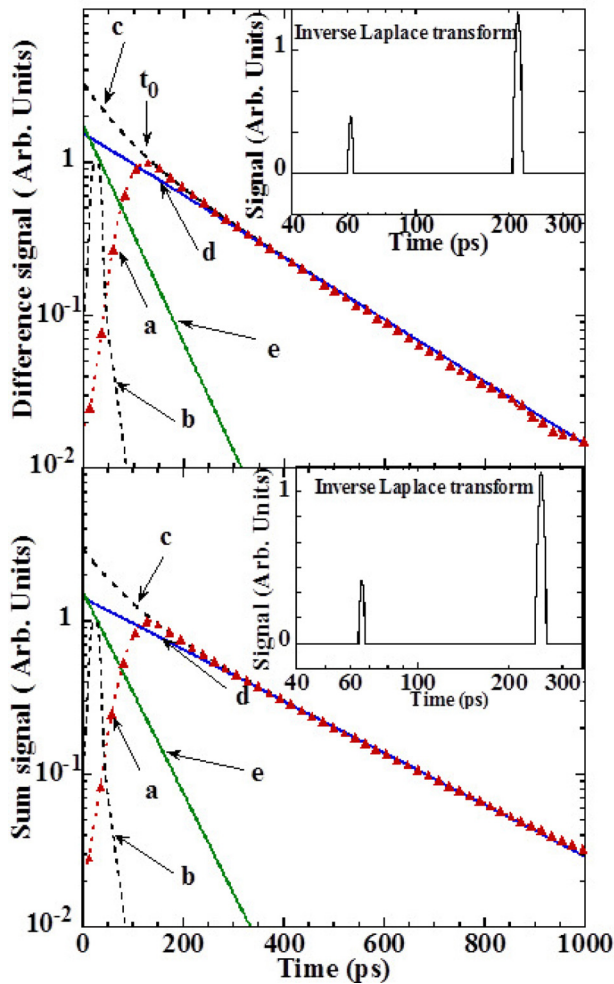 Difference signal ( Arb. Units)
1
10⁻¹
10⁻²
c
t₀
d
a
e
b
Inverse Laplace transform
Signal (Arb. Units)
1
0
40 60 100 200 300
Time (ps)
Sum signal ( Arb. Units)
1
10⁻¹
10⁻²
c
d
a
e
b
Inverse Laplace transform
Signal (Arb. Units)
1
0
40 60 100 200 300
Time (ps)
0 200 400 600 800 1000
Time (ps)